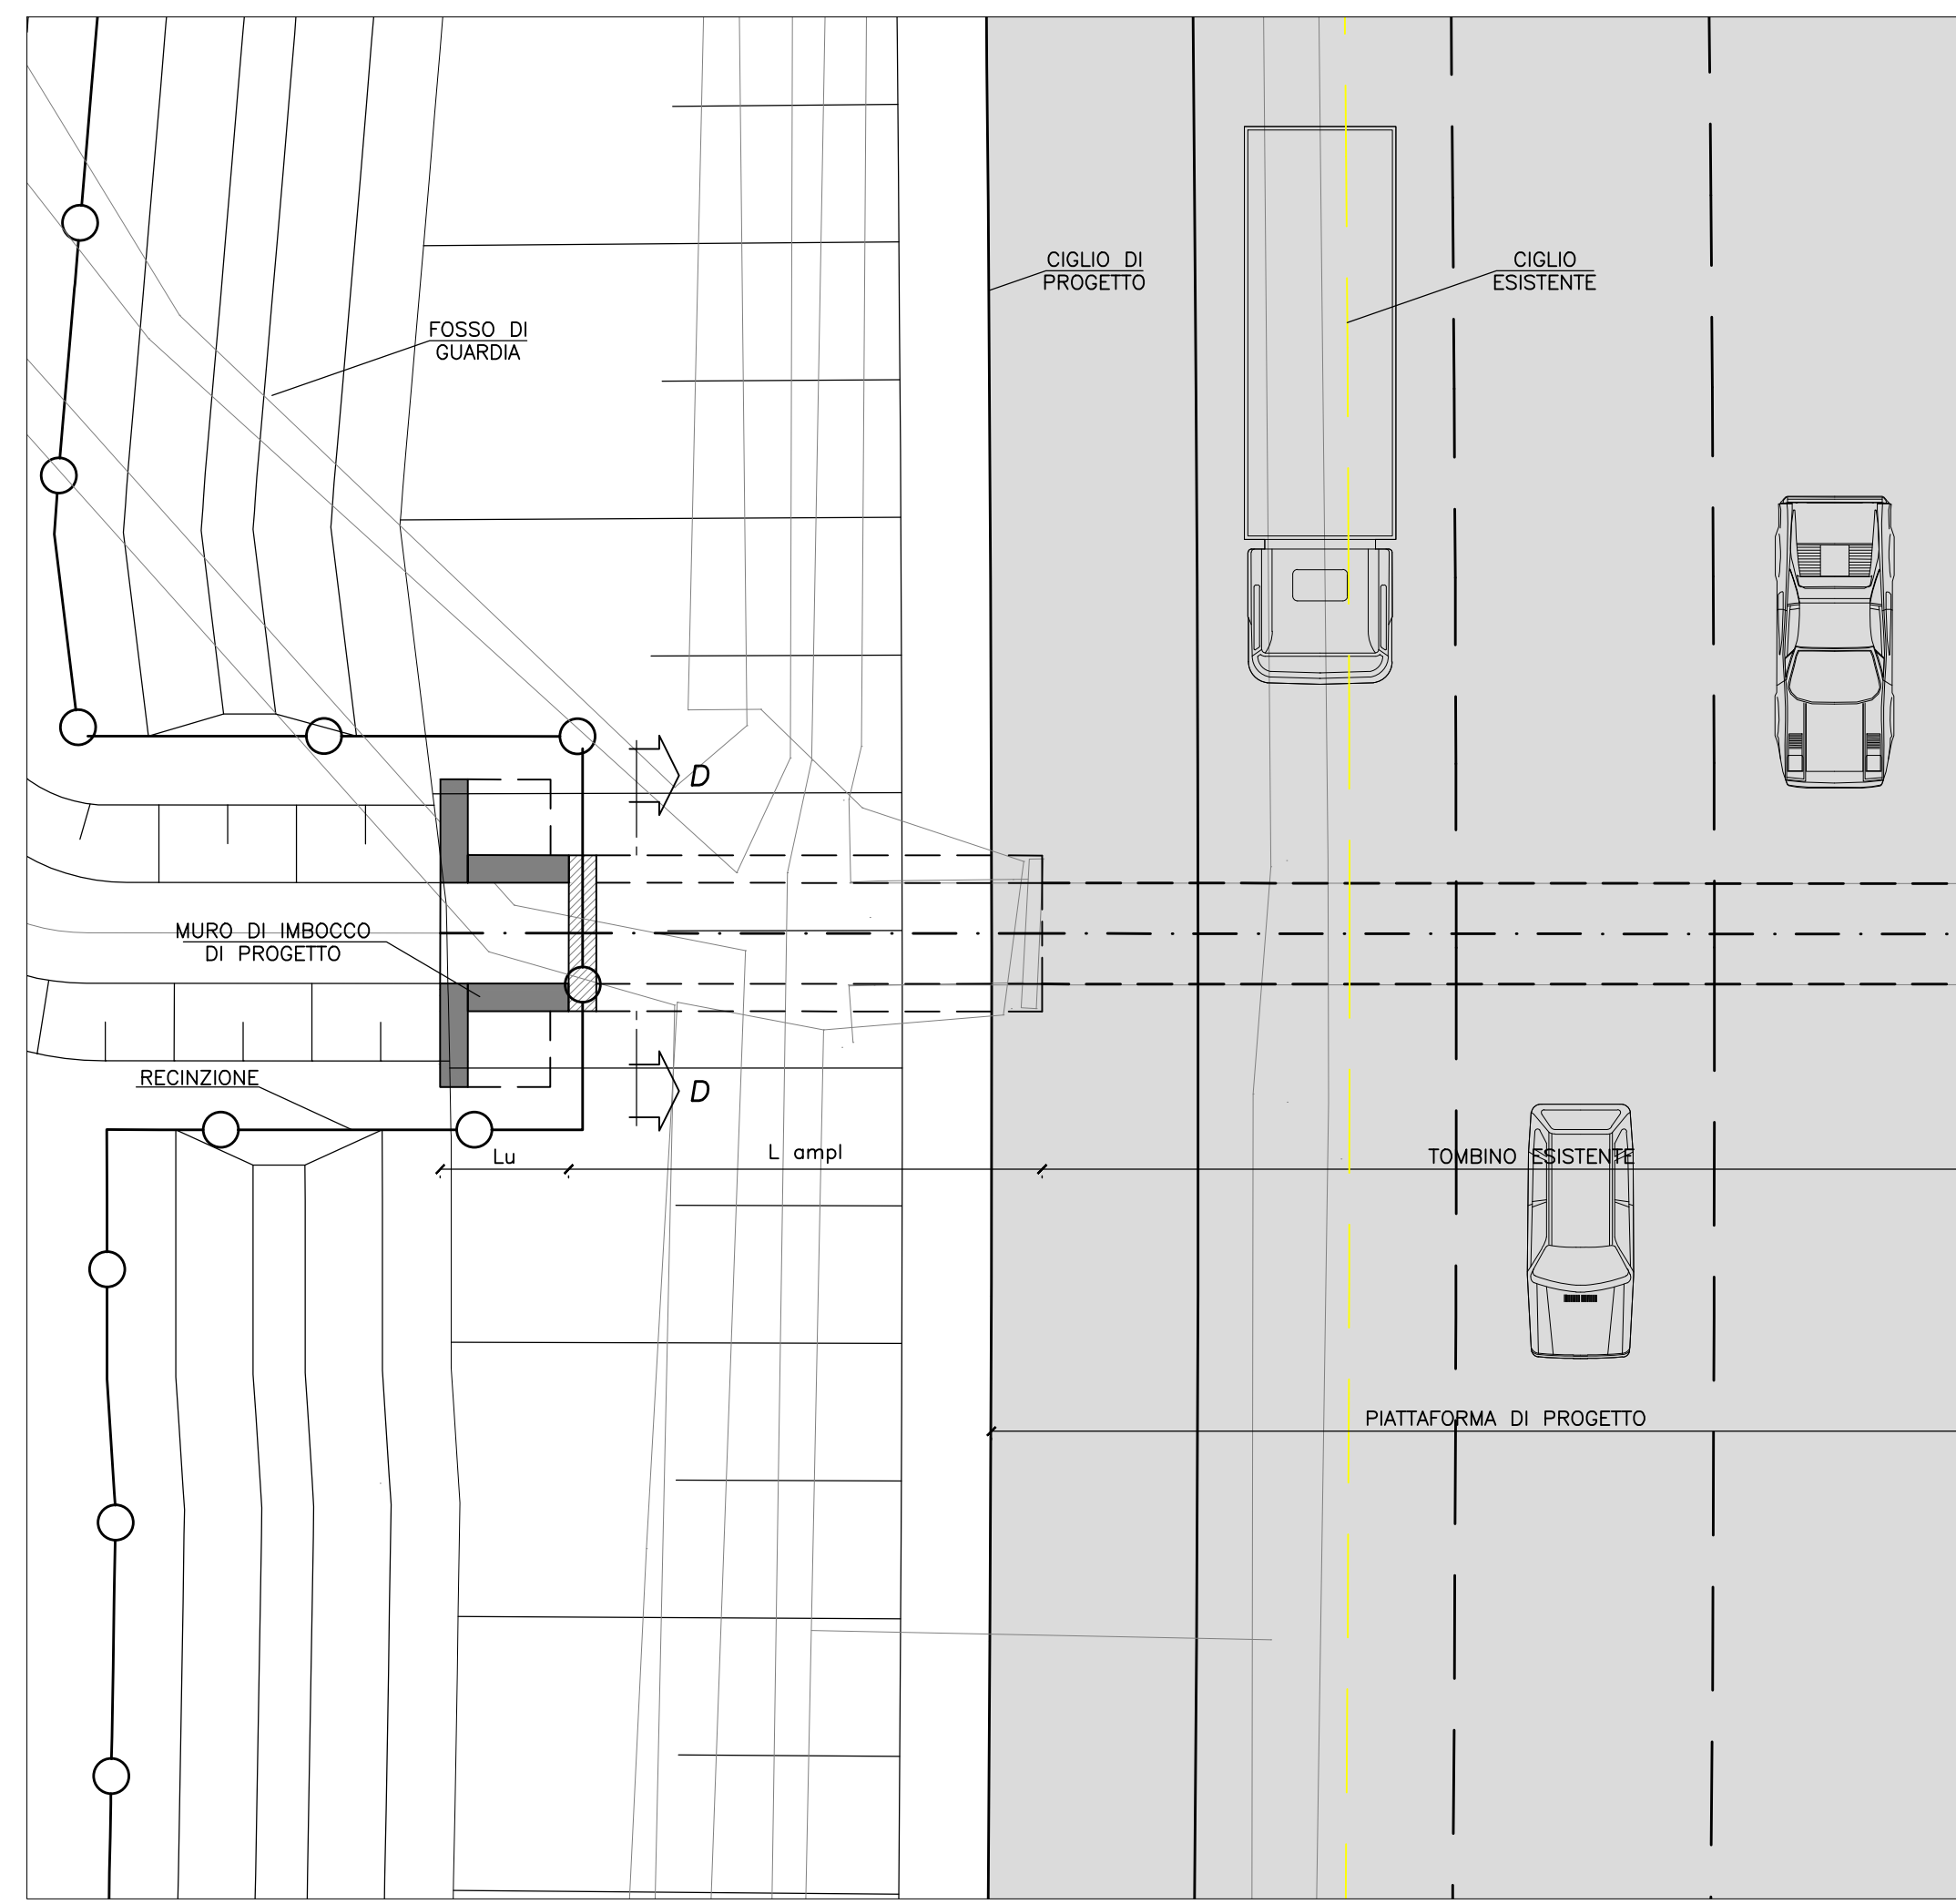 CIGLIO DI
PROGETTO
CIGLIO
ESISTENTE
FOSSO DI
GUARDIA
D
MURO DI IMBOCCO
DI PROGETTO
RECINZIONE
D
Lu
L ampl
TOMBINO ESISTENTE
PIATTAFORMA DI PROGETTO